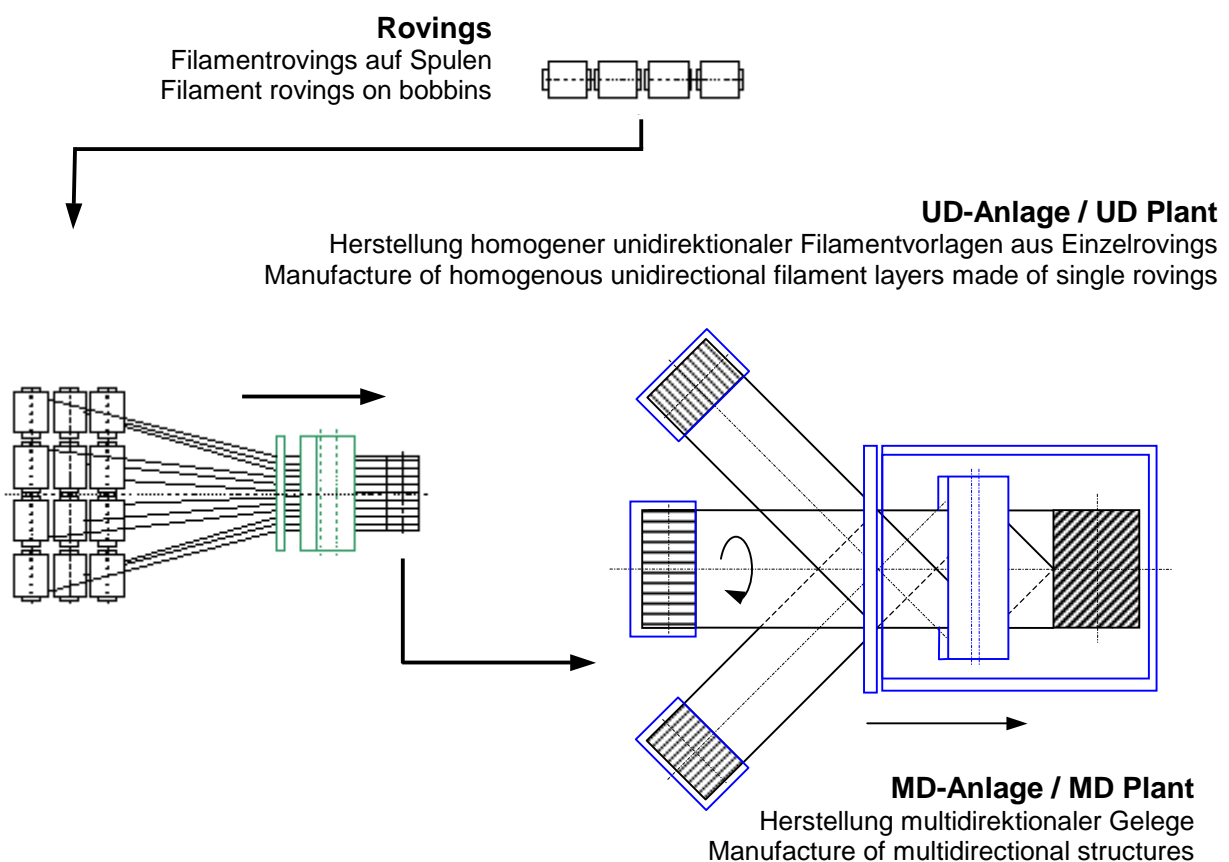 Rovings
Filamentrovings auf Spulen
Filament rovings on bobbins
UD-Anlage / UD Plant
Herstellung homogener unidirektionaler Filamentvorlagen aus Einzelrovings
Manufacture of homogenous unidirectional filament layers made of single rovings
MD-Anlage / MD Plant
Herstellung multidirektionaler Gelege
Manufacture of multidirectional structures